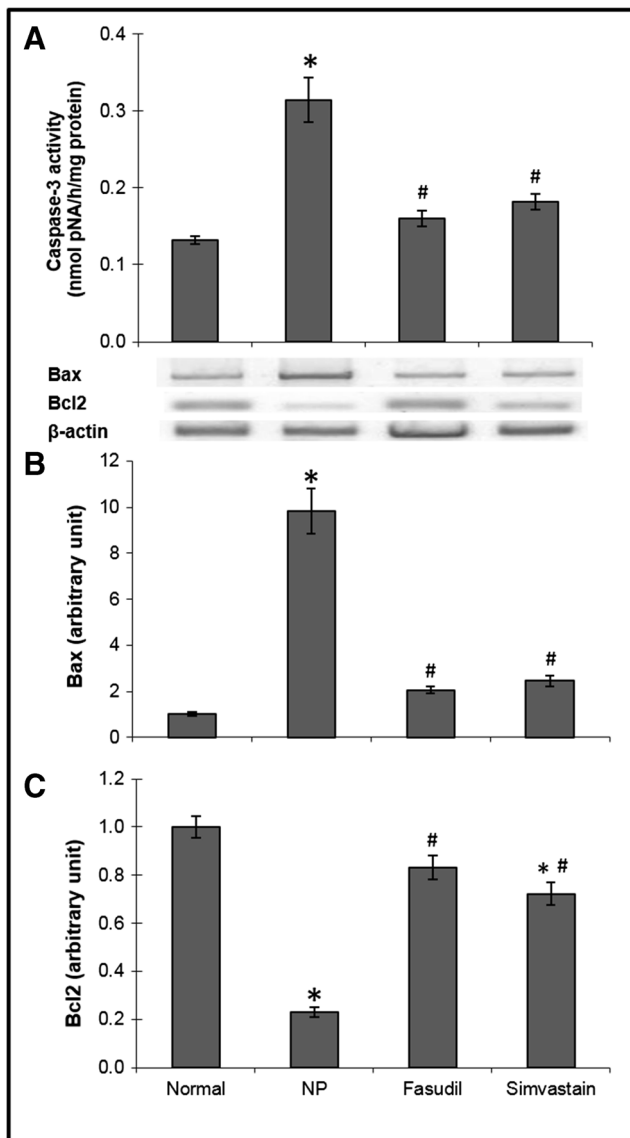 A
Caspase-3 activity
(nmol pNA/h/mg protein)
0.4
0.3
0.2
0.1
0.0
*
#
#
Bax
Bcl2
β-actin
B
Bax (arbitrary unit)
12
10
8
6
4
2
0
*
#
#
C
Bcl2 (arbitrary unit)
1.2
1.0
0.8
0.6
0.4
0.2
0.0
*
#
* #
Normal NP Fasudil Simvastain